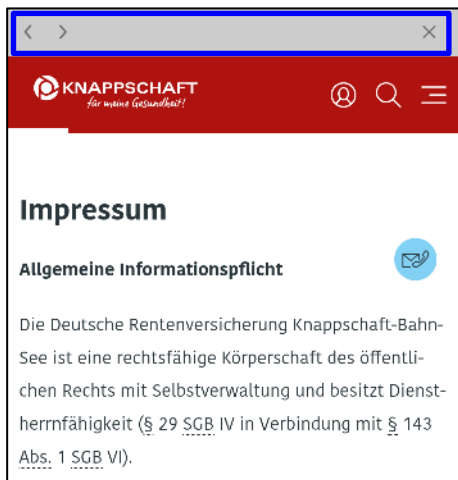 KNAPPSCHAFT
für meine Gesundheit!
Impressum
Allgemeine Informationspflicht
Die Deutsche Rentenversicherung Knappschaft-Bahn-
See ist eine rechtsfähige Körperschaft des öffentli-
chen Rechts mit Selbstverwaltung und besitzt Dienst-
herrnfähigkeit (§ 29 SGB IV in Verbindung mit § 143
Abs. 1 SGB VI).